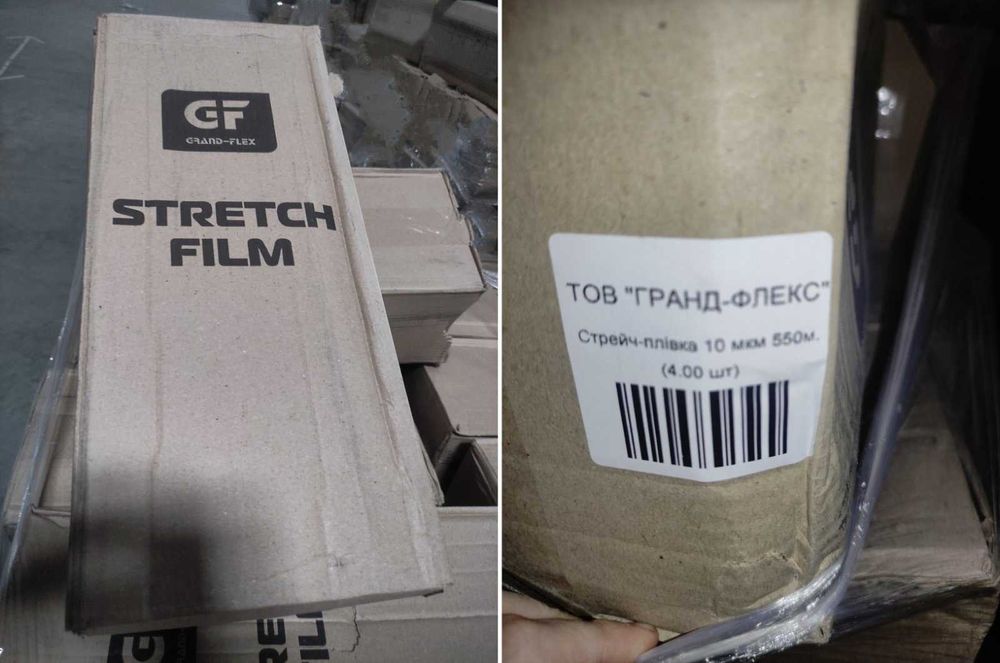 GF
GRAND-FLEX
STRETCH
FILM
ТОВ "ГРАНД-ФЛЕКС"
Стрейч-плівка 10 мкм 550м.
(4.00 шт)